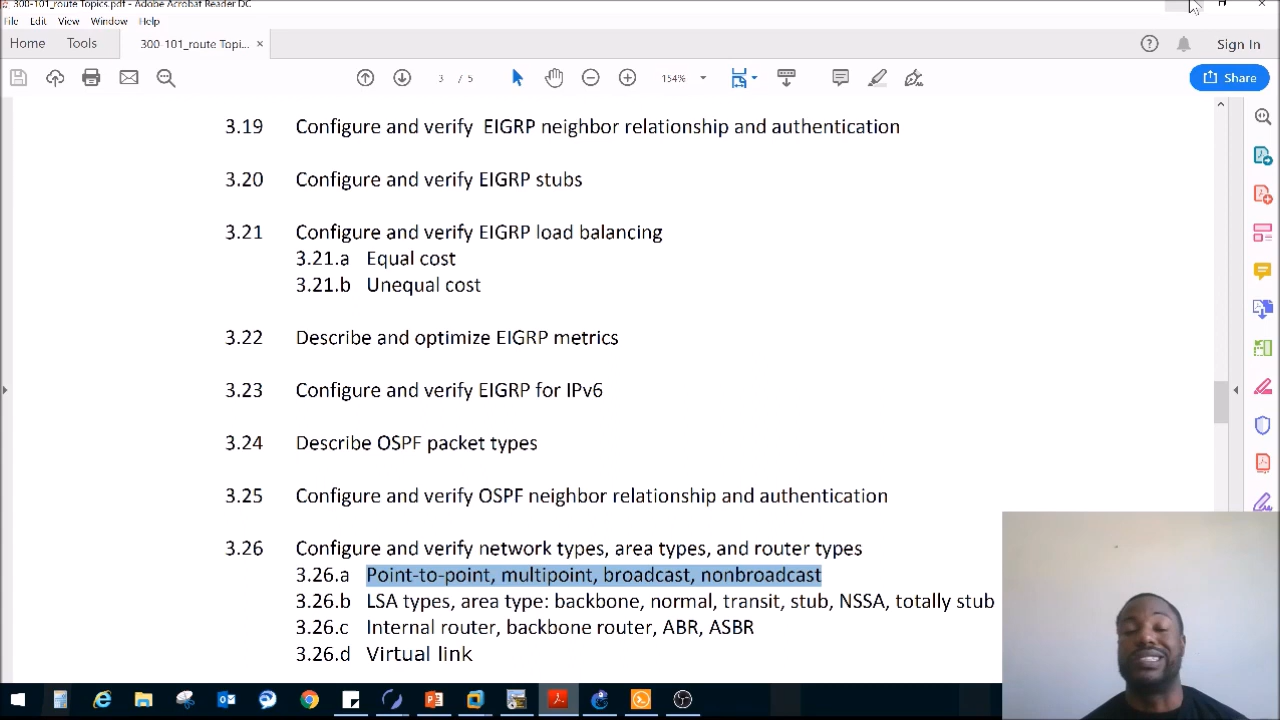 300-101_route Topics.pdf - Adobe Acrobat Reader DC
File Edit View Window Help
Home Tools 300-101_route Topi... × Sign In
3 / 5 154% Share
3.19 Configure and verify EIGRP neighbor relationship and authentication
3.20 Configure and verify EIGRP stubs
3.21 Configure and verify EIGRP load balancing
3.21.a Equal cost
3.21.b Unequal cost
3.22 Describe and optimize EIGRP metrics
3.23 Configure and verify EIGRP for IPv6
3.24 Describe OSPF packet types
3.25 Configure and verify OSPF neighbor relationship and authentication
3.26 Configure and verify network types, area types, and router types
3.26.a Point-to-point, multipoint, broadcast, nonbroadcast
3.26.b LSA types, area type: backbone, normal, transit, stub, NSSA, totally stub
3.26.c Internal router, backbone router, ABR, ASBR
3.26.d Virtual link